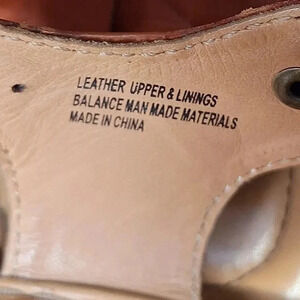 LEATHER UPPER & LININGS
BALANCE MAN MADE MATERIALS
MADE IN CHINA